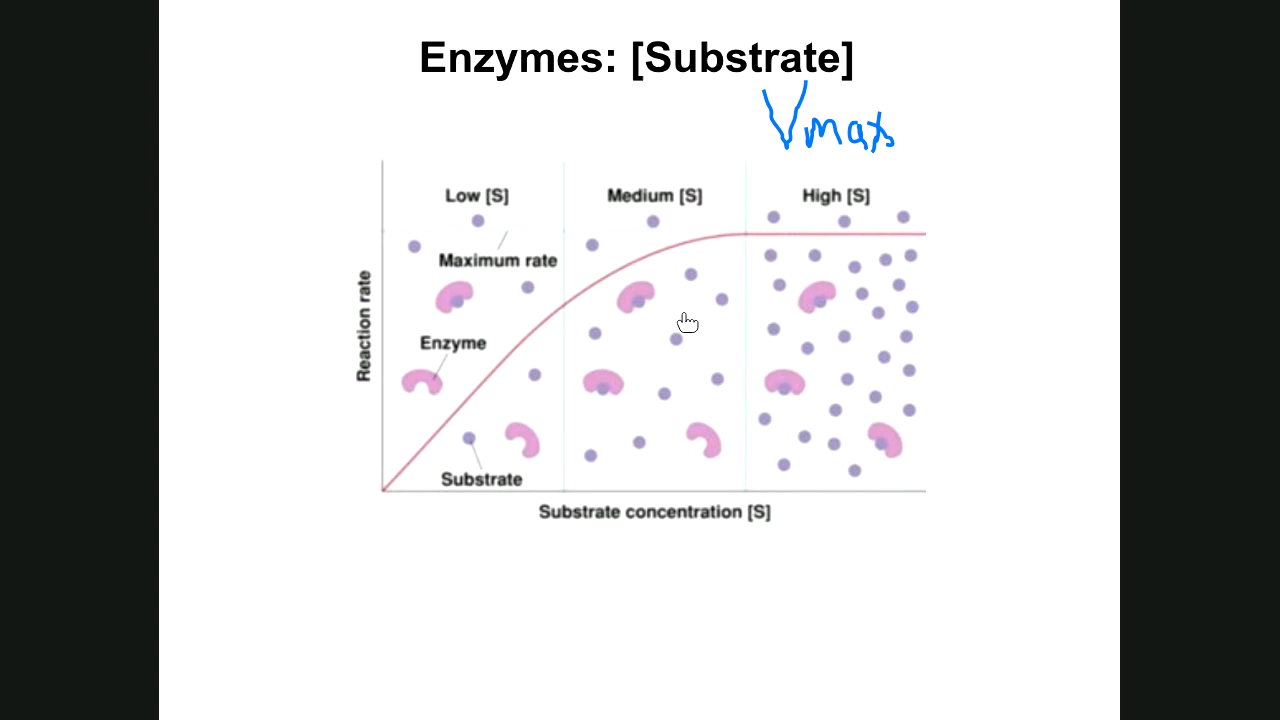 Enzymes: [Substrate]
Vmax
Low [S]
Medium [S]
High [S]
Maximum rate
Enzyme
Substrate
Reaction rate
Substrate concentration [S]